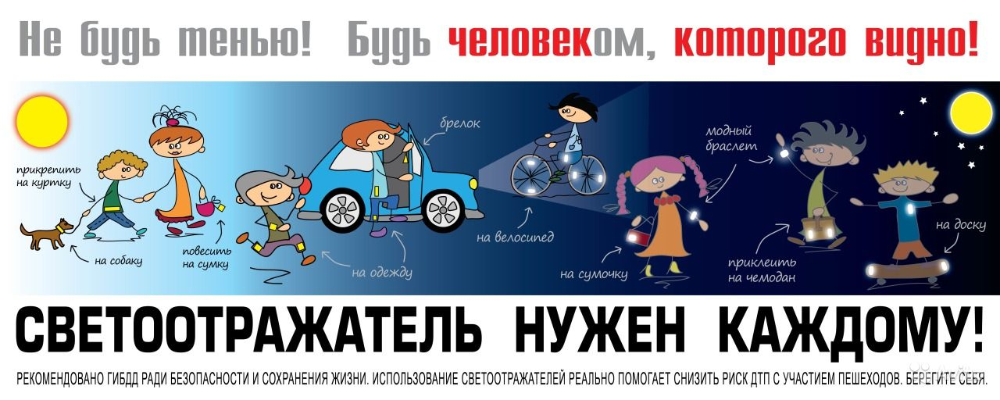 Не будь тенью! Будь человеком, которого видно!
прикрепить
на куртку
на собаку
повесить
на сумку
брелок
на одежду
на велосипед
модный
браслет
на сумочку
приклеить
на чемодан
на доску
СВЕТООТРАЖАТЕЛЬ НУЖЕН КАЖДОМУ!
РЕКОМЕНДОВАНО ГИБДД РАДИ БЕЗОПАСНОСТИ И СОХРАНЕНИЯ ЖИЗНИ. ИСПОЛЬЗОВАНИЕ СВЕТООТРАЖАТЕЛЕЙ РЕАЛЬНО ПОМОГАЕТ СНИЗИТЬ РИСК ДТП С УЧАСТИЕМ ПЕШЕХОДОВ. БЕРЕГИТЕ СЕБЯ.